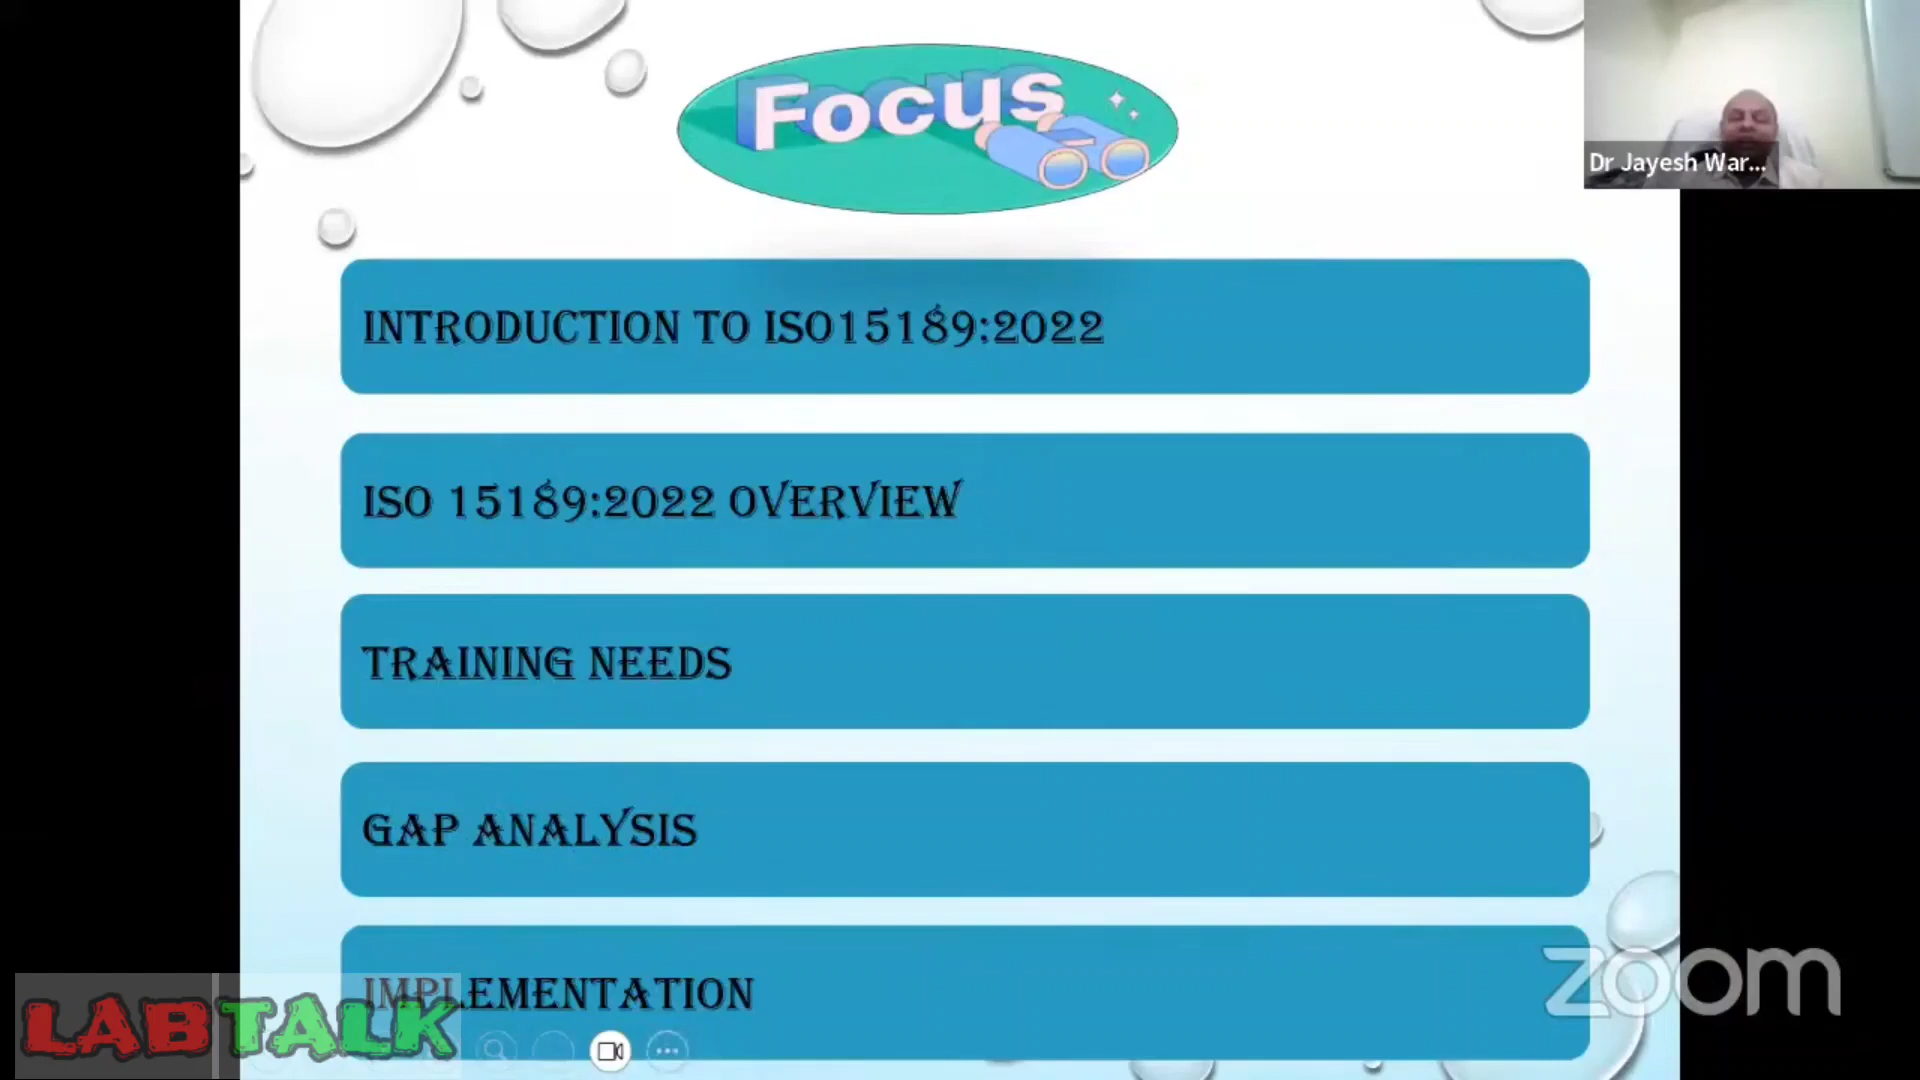 Focus
Dr Jayesh War...
INTRODUCTION TO ISO15189:2022
ISO 15189:2022 OVERVIEW
TRAINING NEEDS
GAP ANALYSIS
IMPLEMENTATION
LABTALK
zoom